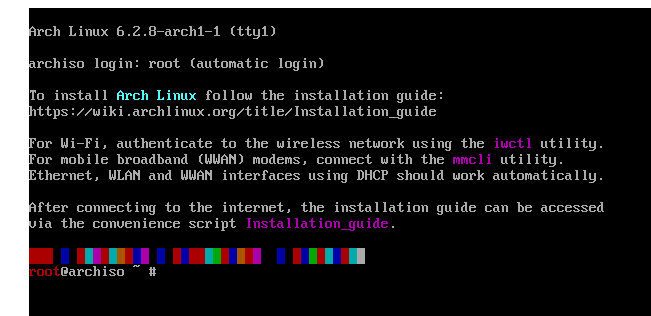 Arch Linux 6.2.8-arch1-1 (tty1)
archiso login: root (automatic login)
To install Arch Linux follow the installation guide:
https://wiki.archlinux.org/title/Installation_guide
For Wi-Fi, authenticate to the wireless network using the iwctl utility.
For mobile broadband (WWAN) modems, connect with the mmcli utility.
Ethernet, WLAN and WWAN interfaces using DHCP should work automatically.
After connecting to the internet, the installation guide can be accessed
via the convenience script Installation_guide.
root@archiso ~ #